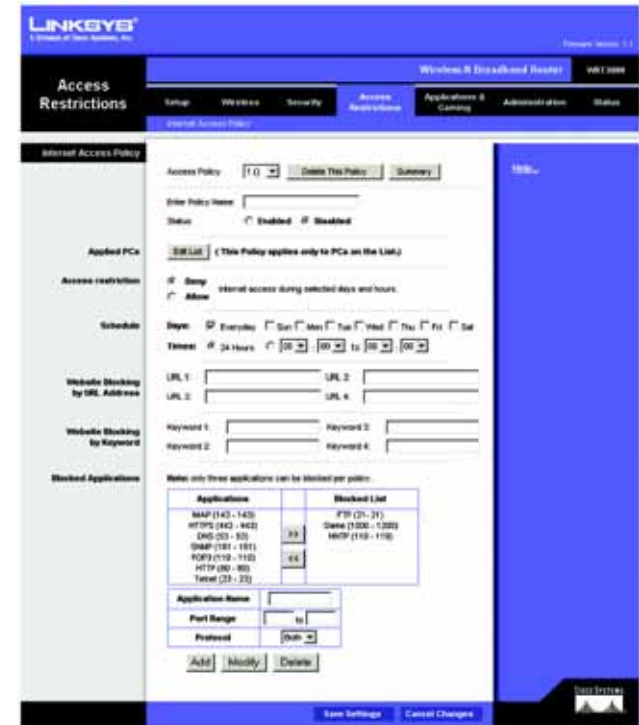 LINKSYS
A Division of Cisco Systems, Inc.
Firmware Version: 1.1
Wireless-N Broadband Router WRT300N
Access Restrictions
Setup Wireless Security Access Restrictions Applications & Gaming Administration Status
Internet Access Policy
Internet Access Policy
Access Policy 1 () Delete This Policy Summary
Help...
Enter Policy Name:
Status: Enabled Disabled
Applied PCs Edit List ( This Policy applies only to PCs on the List.)
Access restriction Deny
Allow
Internet access during selected days and hours.
Schedule Days: Everyday Sun Mon Tue Wed Thu Fri Sat
Times: 24 Hours 00 : 00 to 00 : 00
Website Blocking by URL Address
URL 1: URL 2:
URL 3: URL 4:
Website Blocking by Keyword
Keyword 1: Keyword 3:
Keyword 2: Keyword 4:
Blocked Applications Note: only three applications can be blocked per policy.
Applications Blocked List
IMAP (143 - 143)
HTTPS (443 - 443)
DNS (53 - 53)
SNMP (161 - 161)
POP3 (110 - 110)
HTTP (80 - 80)
Telnet (23 - 23)
>>
<<
FTP (21 - 21)
Game (1000 - 1200)
NNTP (119 - 119)
Application Name
Port Range to
Protocol Both
Add Modify Delete
Save Settings Cancel Changes
CISCO SYSTEMS